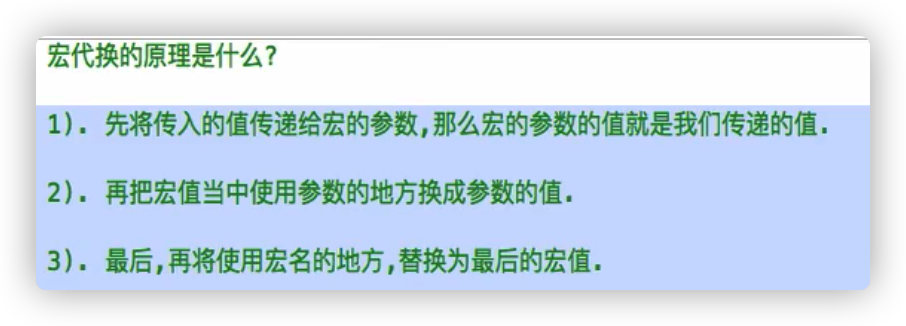 宏代换的原理是什么?
1). 先将传入的值传递给宏的参数,那么宏的参数的值就是我们传递的值.
2). 再把宏值当中使用参数的地方换成参数的值.
3). 最后,再将使用宏名的地方,替换为最后的宏值.